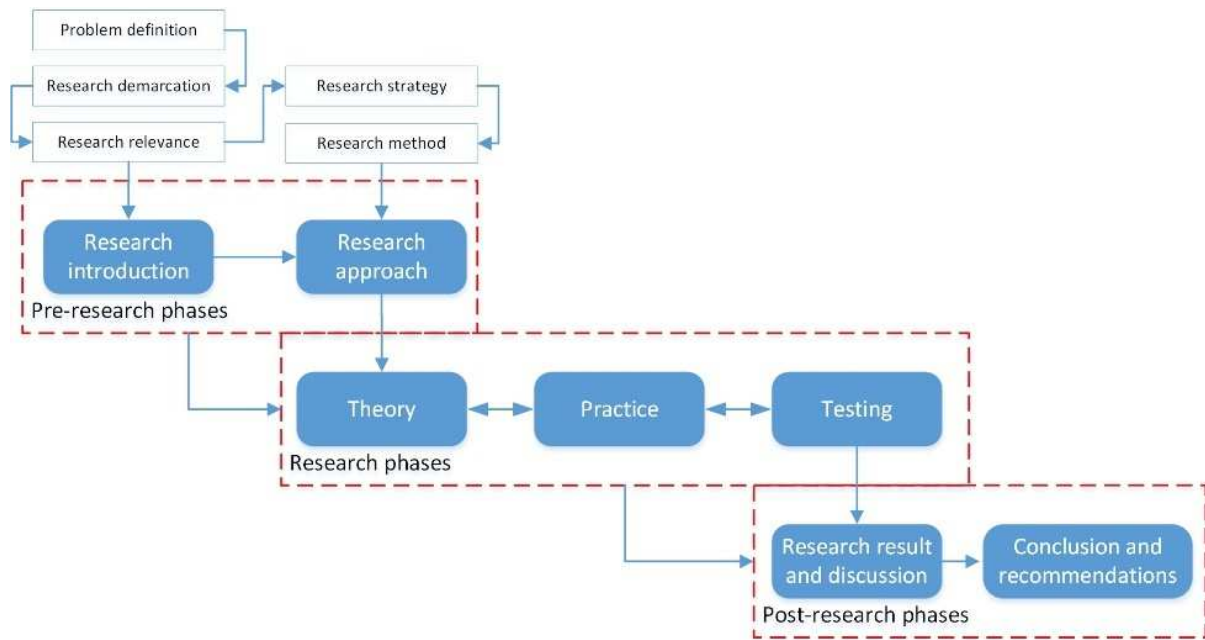 Problem definition
Research demarcation
Research strategy
Research relevance
Research method
Research
introduction
Research
approach
Pre-research phases
Theory
Practice
Testing
Research phases
Research result
and discussion
Conclusion and
recommendations
Post-research phases